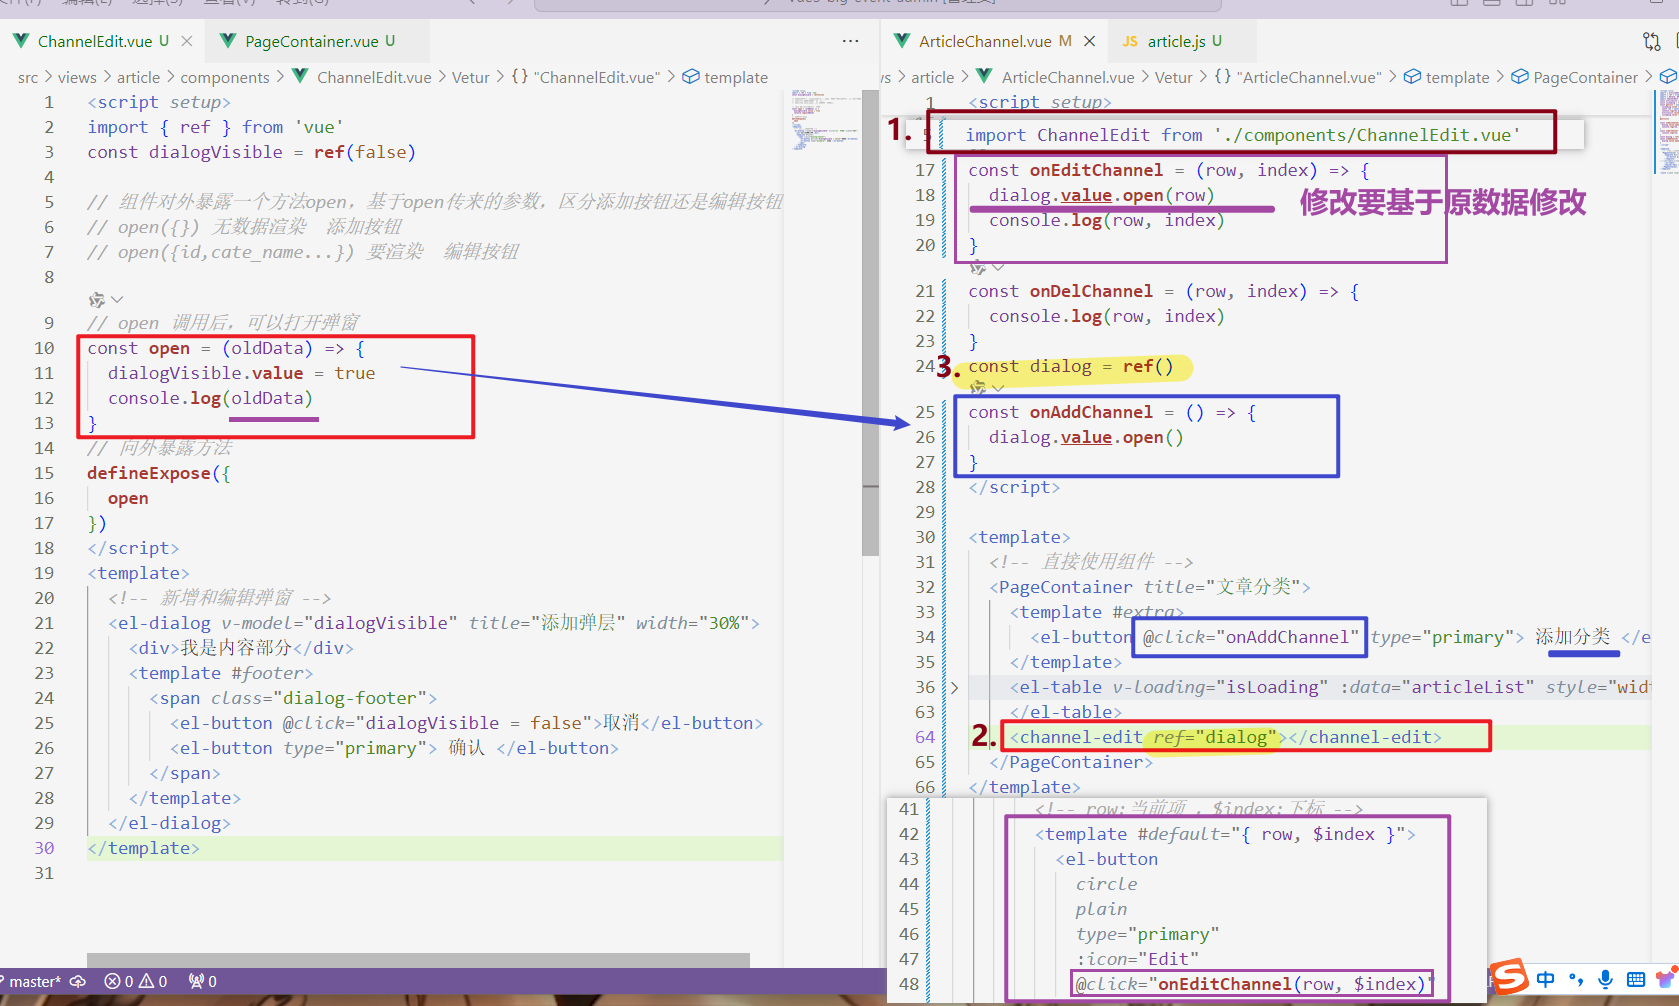 vue3-big-event-admin [管理员]
ChannelEdit.vue U
PageContainer.vue U
src > views > article > components > ChannelEdit.vue > Vetur > {} "ChannelEdit.vue" > template
1 <script setup>
2 import { ref } from 'vue'
3 const dialogVisible = ref(false)
4
5 // 组件对外暴露一个方法open，基于open传来的参数，区分添加按钮还是编辑按钮
6 // open({}) 无数据渲染 添加按钮
7 // open({id,cate_name...}) 要渲染 编辑按钮
8
9 // open 调用后，可以打开弹窗
10 const open = (oldData) => {
11 dialogVisible.value = true
12 console.log(oldData)
13 }
14 // 向外暴露方法
15 defineExpose({
16 open
17 })
18 </script>
19 <template>
20 <!-- 新增和编辑弹窗 -->
21 <el-dialog v-model="dialogVisible" title="添加弹层" width="30%">
22 <div>我是内容部分</div>
23 <template #footer>
24 <span class="dialog-footer">
25 <el-button @click="dialogVisible = false">取消</el-button>
26 <el-button type="primary"> 确认 </el-button>
27 </span>
28 </template>
29 </el-dialog>
30 </template>
31
master* 0 0 0
ArticleChannel.vue M
JS article.js U
article > ArticleChannel.vue > Vetur > {} "ArticleChannel.vue" > template > PageContainer >
1 <script setup>
1. 5 import ChannelEdit from './components/ChannelEdit.vue'
17 const onEditChannel = (row, index) => {
18 dialog.value.open(row) 修改要基于原数据修改
19 console.log(row, index)
20 }
21 const onDelChannel = (row, index) => {
22 console.log(row, index)
23 }
24 3. const dialog = ref()
25 const onAddChannel = () => {
26 dialog.value.open()
27 }
28 </script>
29
30 <template>
31 <!-- 直接使用组件 -->
32 <PageContainer title="文章分类">
33 <template #extra>
34 <el-button @click="onAddChannel" type="primary"> 添加分类 </e
35 </template>
36 <el-table v-loading="isLoading" :data="articleList" style="widt
63 </el-table>
64 2. <channel-edit ref="dialog"></channel-edit>
65 </PageContainer>
66 </template>
41 <!-- row:当前项 , $index:下标 -->
42 <template #default="{ row, $index }">
43 <el-button
44 circle
45 plain
46 type="primary"
47 :icon="Edit"
48 @click="onEditChannel(row, $index)"
中